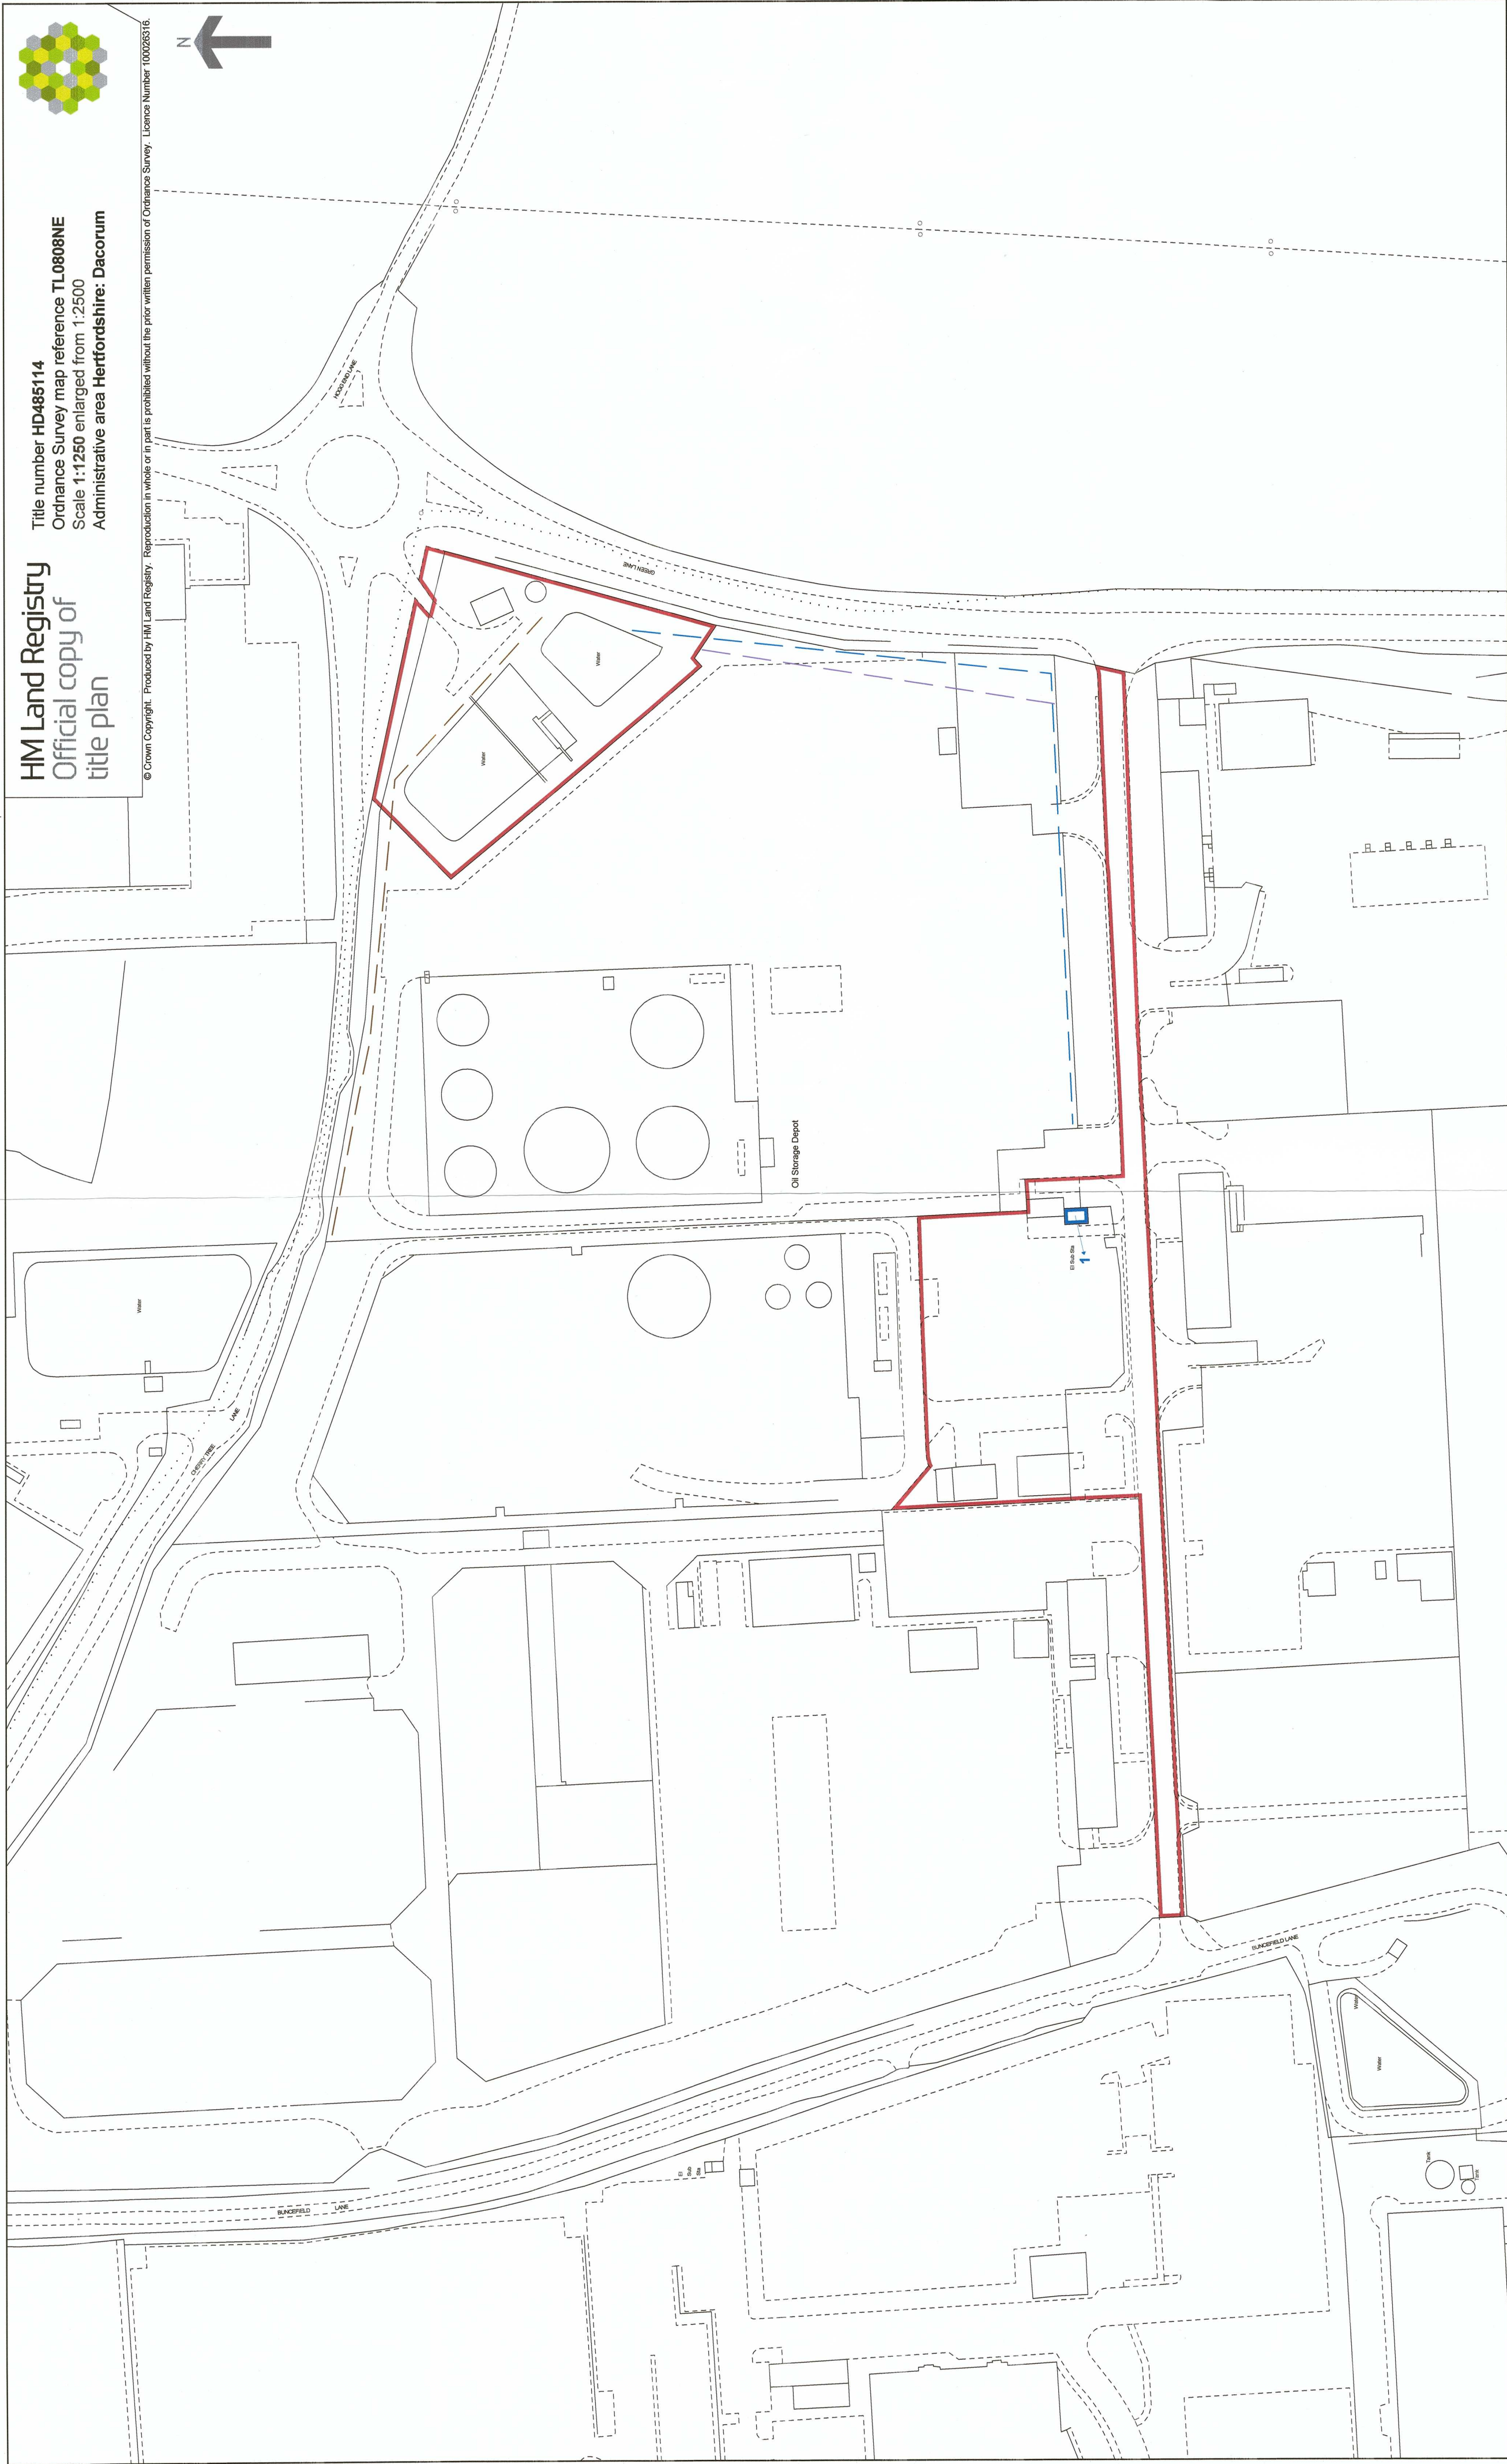 HM Land Registry
Official copy of
title plan
Title number HD485114
Ordnance Survey map reference TL0808NE
Scale 1:1250 enlarged from 1:2500
Administrative area Hertfordshire: Dacorum
© Crown Copyright. Produced by HM Land Registry. Reproduction in whole or in part is prohibited without the prior written permission of Ordnance Survey. Licence Number 100026316.
N
HOGG END LANE
GREEN LANE
Water
Water
Water
CHERRY TREE
LANE
Oil Storage Depot
El Sub Sta
1
BUNCEFIELD LANE
BUNCEFIELD
LANE
El
Sub
Sta
Water
Water
Tank
Tank